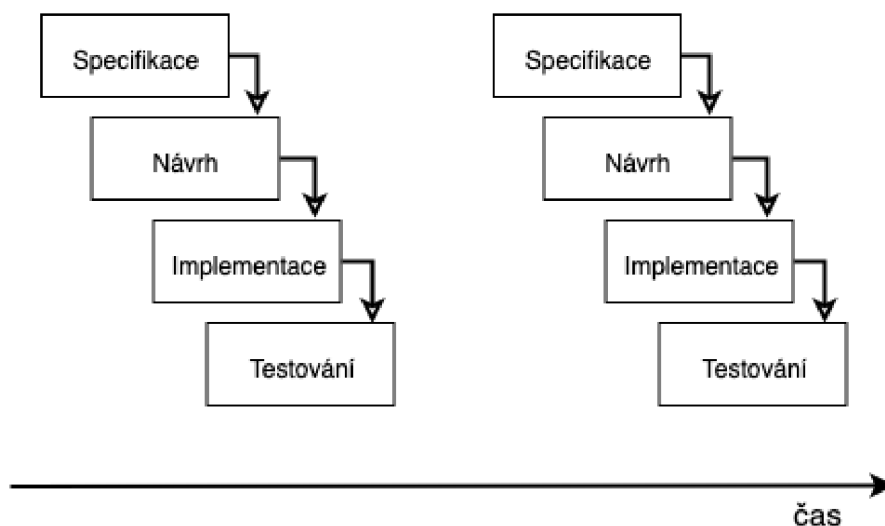 Specifikace
Návrh
Implementace
Testování
Specifikace
Návrh
Implementace
Testování
čas